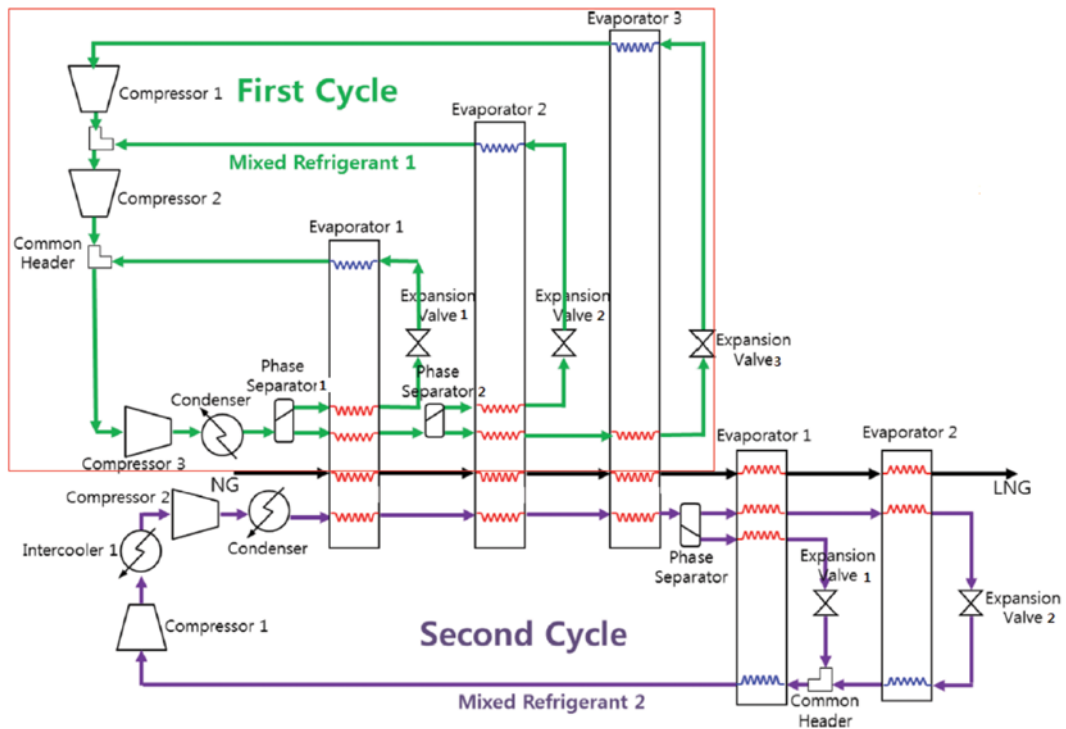 Evaporator 3
Compressor 1
First Cycle
Evaporator 2
Mixed Refrigerant 1
Compressor 2
Evaporator 1
Common
Header
Expansion
Valve 1
Expansion
Valve 2
Expansion
Valve3
Phase
Separator 1
Phase
Separator 2
Condenser
Compressor 3
Evaporator 1
Evaporator 2
NG
LNG
Compressor 2
Condenser
Intercooler 1
Phase
Separator
Expansion
Valve 1
Expansion
Valve 2
Compressor 1
Second Cycle
Mixed Refrigerant 2
Common
Header